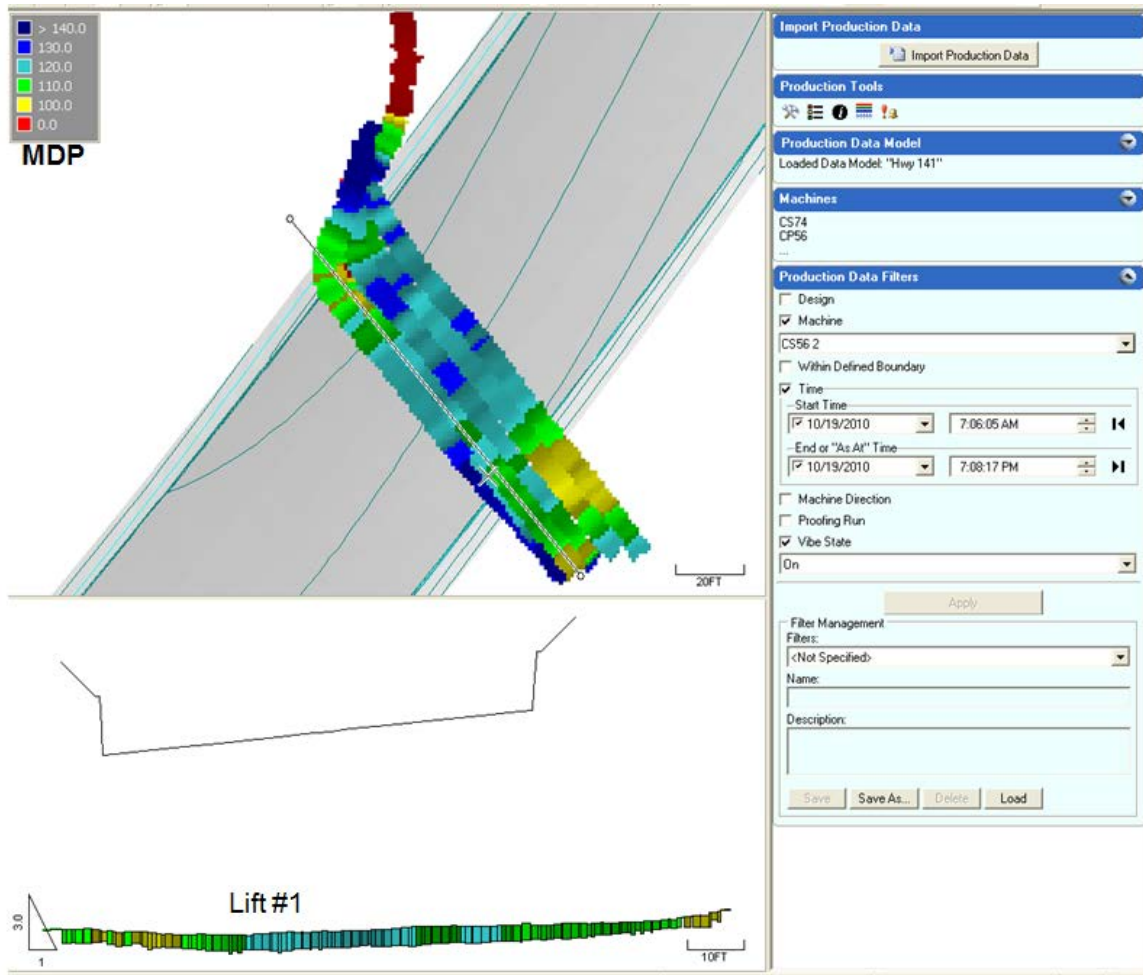 > 140.0
130.0
120.0
110.0
100.0
0.0
MDP
20FT
Lift #1
3.0
1
10FT
Import Production Data
Import Production Data
Production Tools
Production Data Model
Loaded Data Model: "Hwy 141"
Machines
CS74
CP56
...
Production Data Filters
Design
Machine
CS56 2
Within Defined Boundary
Time
Start Time
10/19/2010 7:06:05 AM
End or "As At" Time
10/19/2010 7:08:17 PM
Machine Direction
Proofing Run
Vibe State
On
Apply
Filter Management
Filters:
<Not Specified>
Name:
Description:
Save Save As... Delete Load